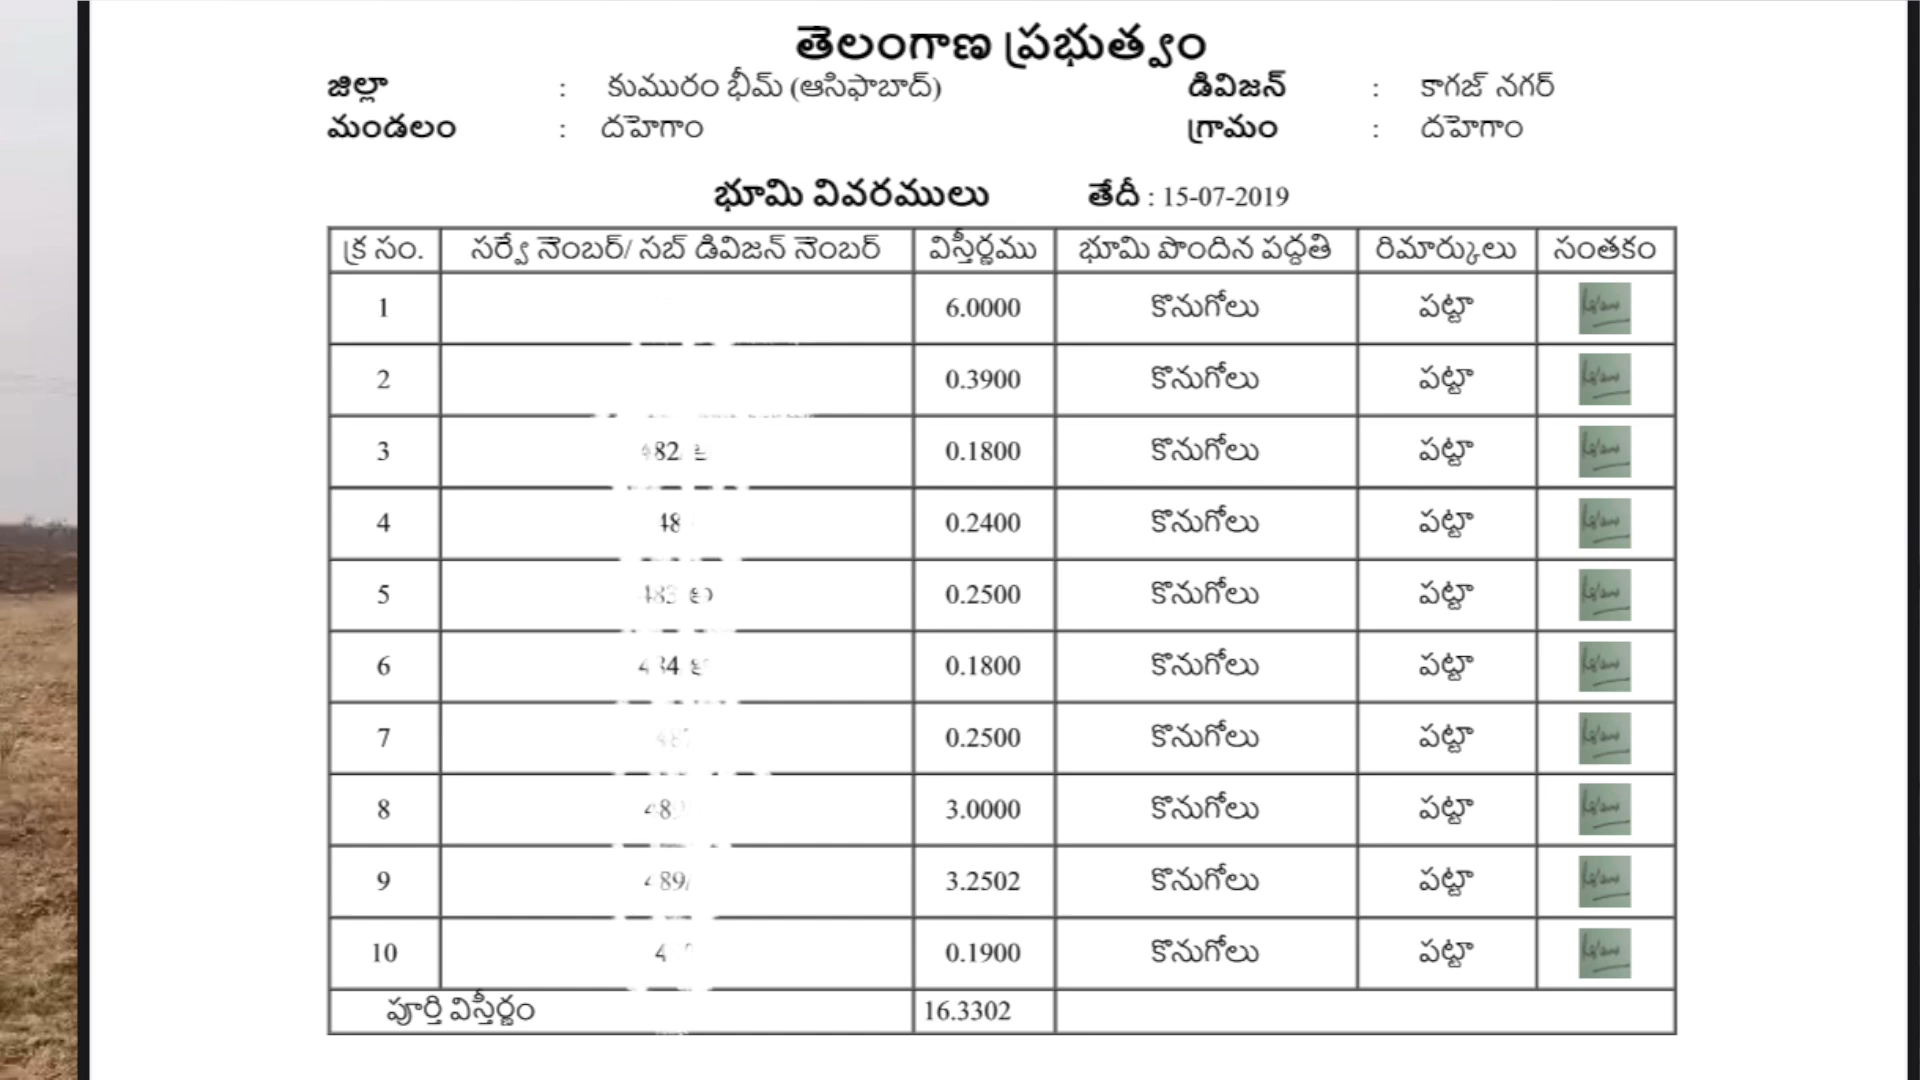 తెలంగాణ ప్రభుత్వం
జిల్లా : కుమురం భీమ్ (ఆసిఫాబాద్) డివిజన్ : కాగజ్ నగర్
మండలం : దహెగాం గ్రామం : దహెగాం
భూమి వివరములు తేదీ : 15-07-2019
క్ర సం. సర్వే నెంబర్/ సబ్ డివిజన్ నెంబర్ విస్తీర్ణము భూమి పొందిన పద్ధతి రిమార్కులు సంతకం
1 6.0000 కొనుగోలు పట్టా
2 0.3900 కొనుగోలు పట్టా
3 0.1800 కొనుగోలు పట్టా
4 0.2400 కొనుగోలు పట్టా
5 0.2500 కొనుగోలు పట్టా
6 0.1800 కొనుగోలు పట్టా
7 0.2500 కొనుగోలు పట్టా
8 3.0000 కొనుగోలు పట్టా
9 3.2502 కొనుగోలు పట్టా
10 0.1900 కొనుగోలు పట్టా
పూర్తి విస్తీర్ణం 16.3302